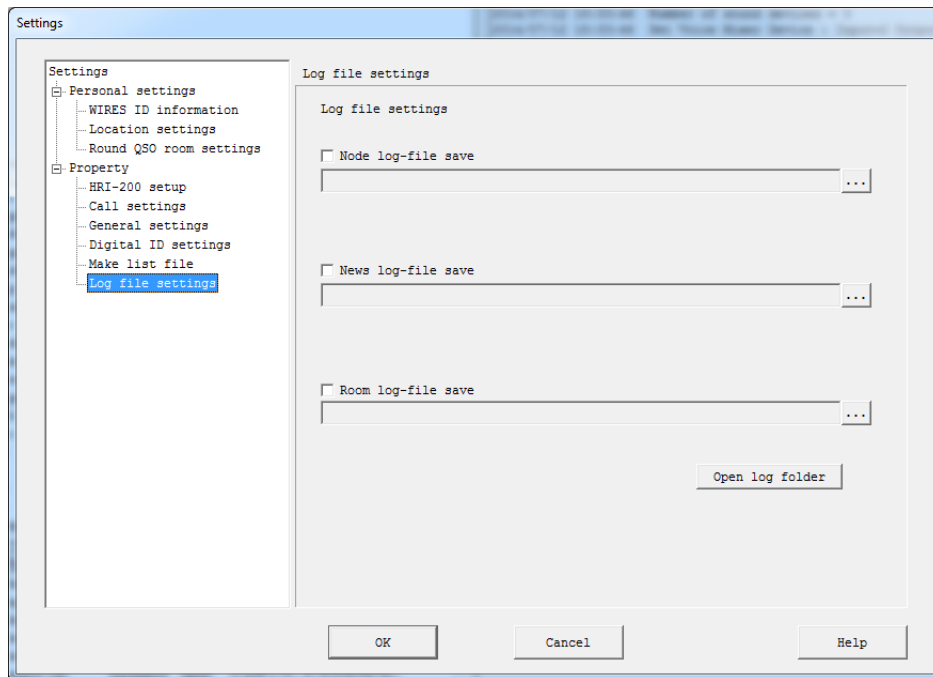 Settings
Settings
Personal settings
WIRES ID information
Location settings
Round QSO room settings
Property
HRI-200 setup
Call settings
General settings
Digital ID settings
Make list file
Log file settings
Log file settings
Log file settings
Node log-file save
...
News log-file save
...
Room log-file save
...
Open log folder
OK
Cancel
Help